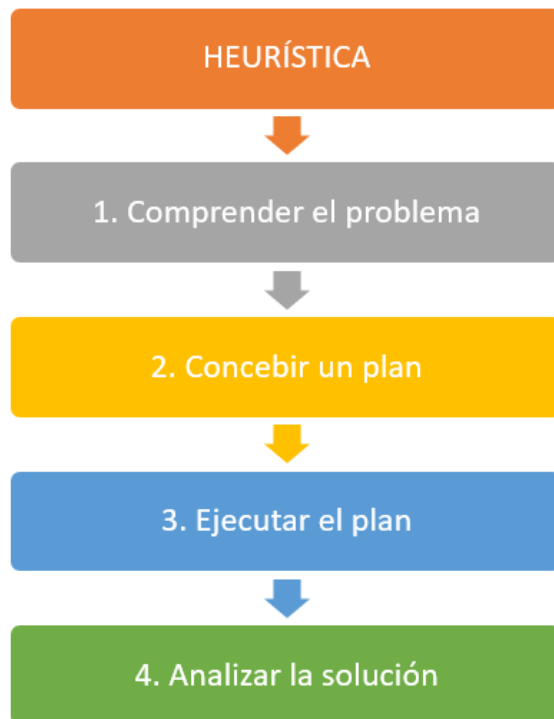 HEURÍSTICA
1. Comprender el problema
2. Concebir un plan
3. Ejecutar el plan
4. Analizar la solución